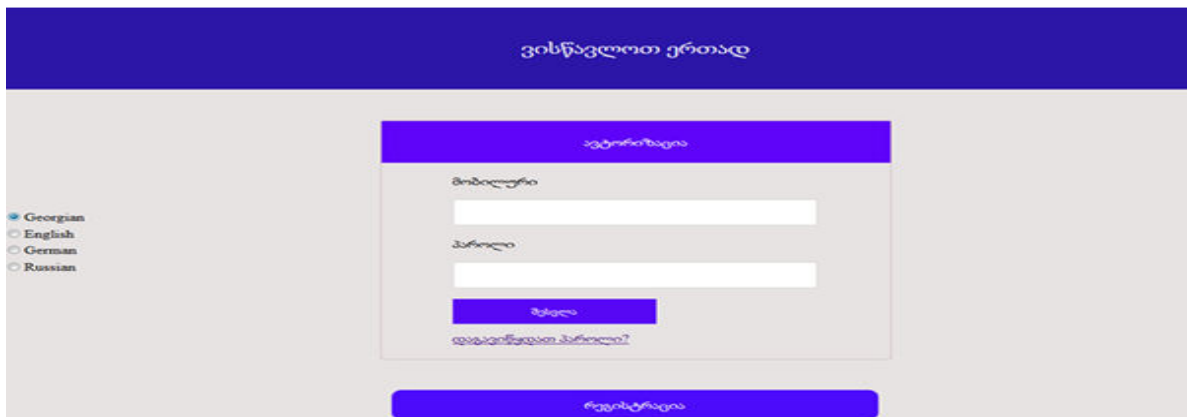 ვისწავლოთ ერთად
ავტორიზაცია
მობილური
Georgian
English
German
Russian
პაროლი
შესვლა
დაგავიწყდათ პაროლი?
რეგისტრაცია